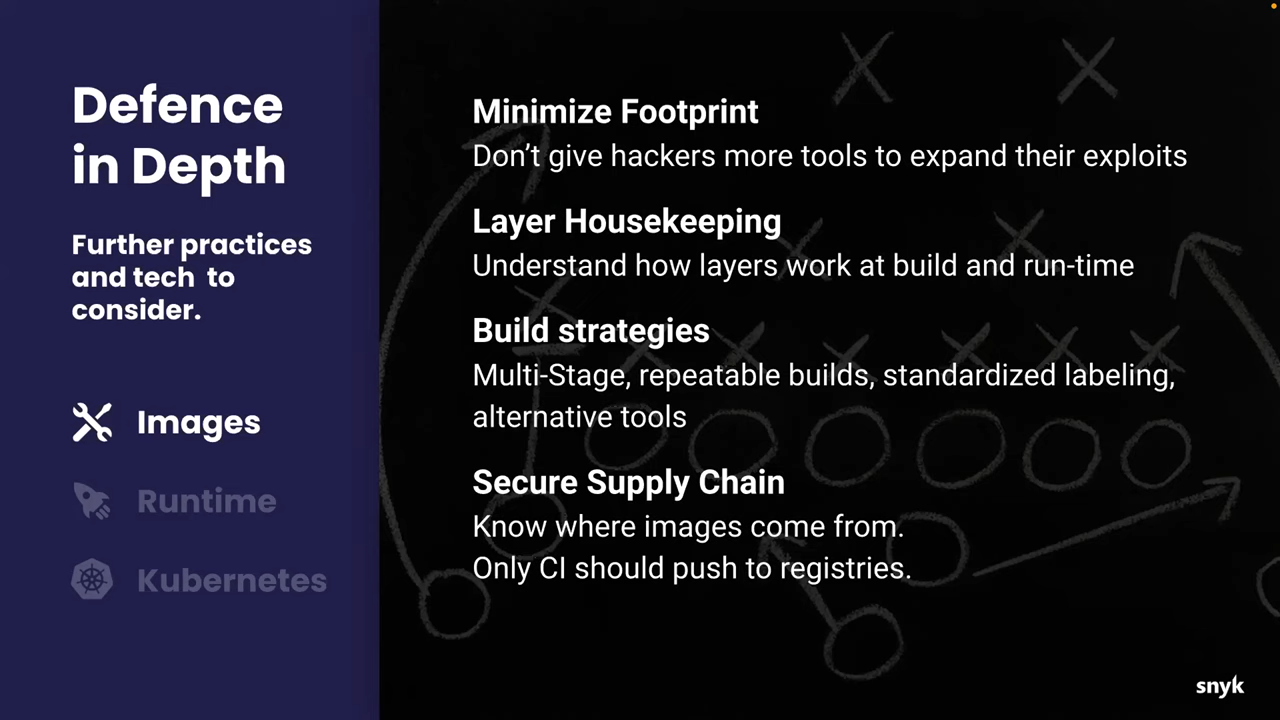 Defence
in Depth
Further practices
and tech to
consider.
Images
Runtime
Kubernetes
Minimize Footprint
Don’t give hackers more tools to expand their exploits
Layer Housekeeping
Understand how layers work at build and run-time
Build strategies
Multi-Stage, repeatable builds, standardized labeling,
alternative tools
Secure Supply Chain
Know where images come from.
Only CI should push to registries.
snyk